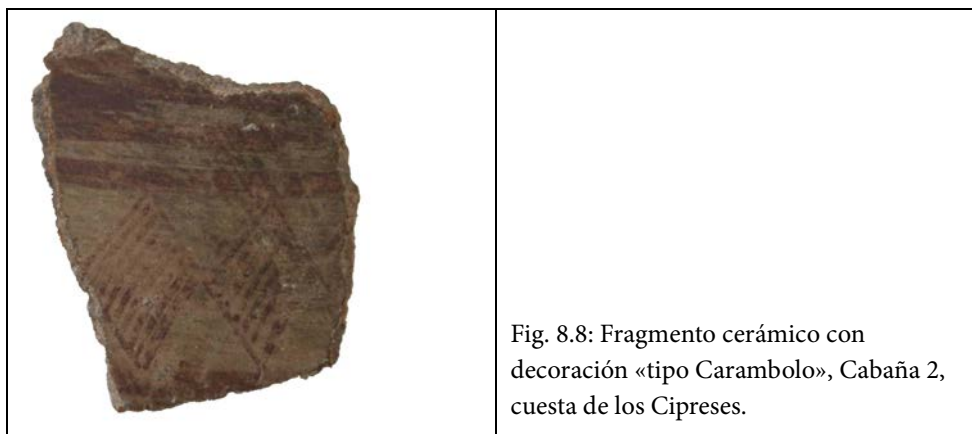 Fig. 8.8: Fragmento cerámico con
decoración «tipo Carambolo», Cabaña 2,
cuesta de los Cipreses.